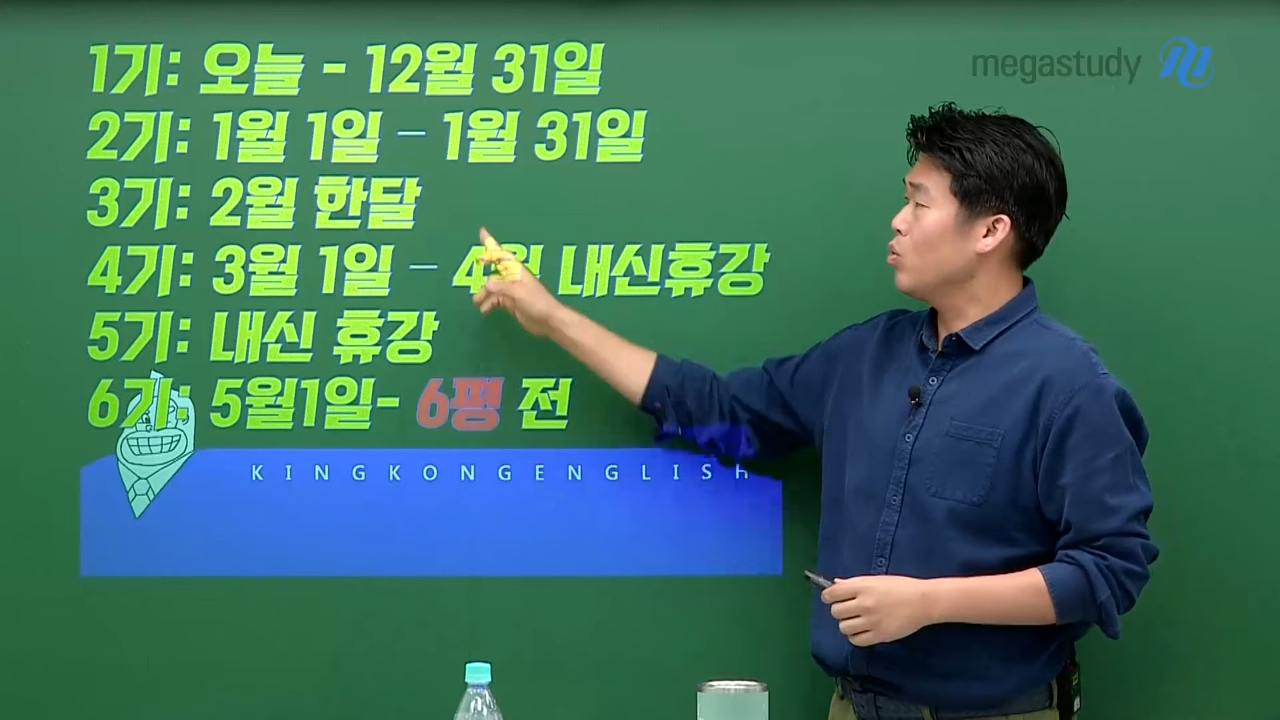 1기: 오늘 - 12월 31일
megastudy
2기: 1월 1일 – 1월 31일
3기: 2월 한달
4기: 3월 1일 – 4월 내신휴강
5기: 내신 휴강
6기: 5월1일- 6평 전
KINGKONGENGLISH